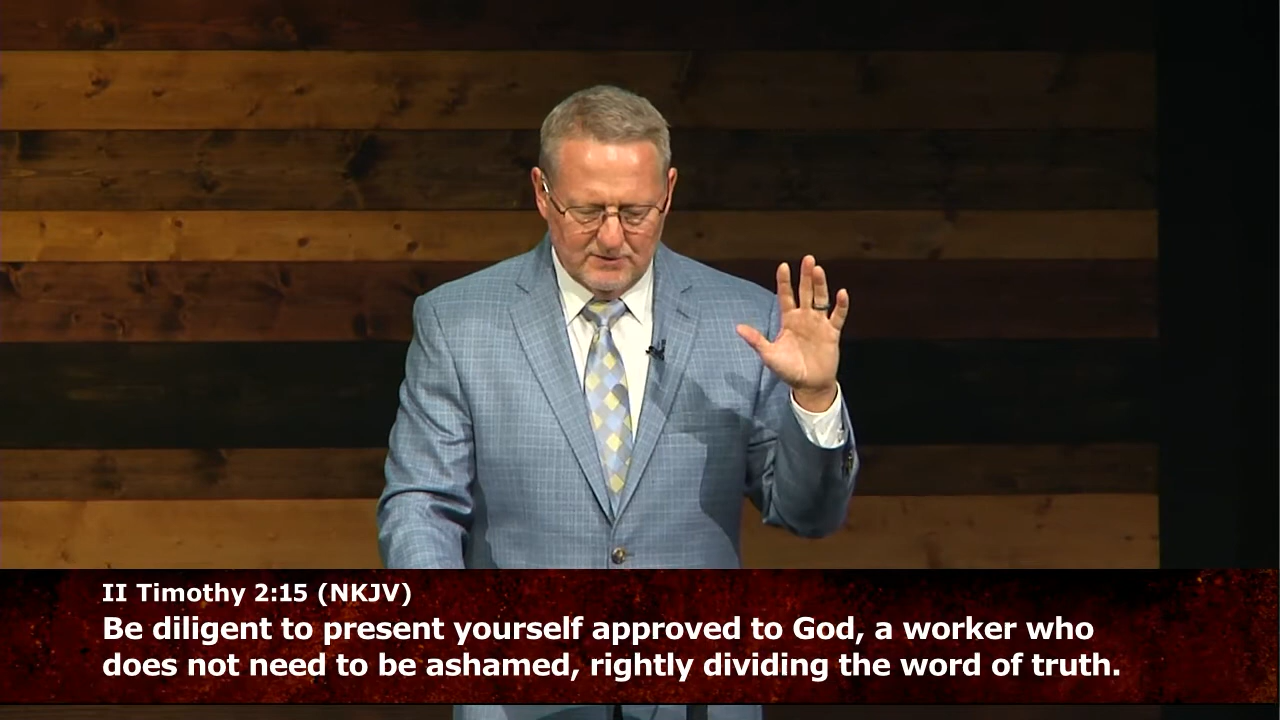 II Timothy 2:15 (NKJV)
Be diligent to present yourself approved to God, a worker who
does not need to be ashamed, rightly dividing the word of truth.